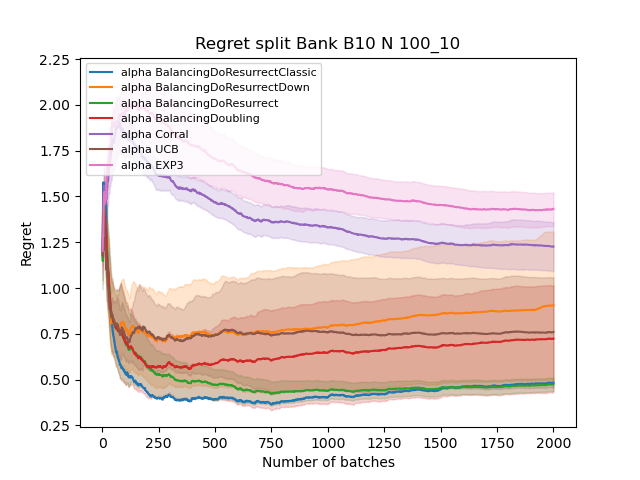 Regret split Bank B10 N 100_10
2.25
2.00
1.75
1.50
1.25
1.00
0.75
0.50
0.25
Regret
alpha BalancingDoResurrectClassic
alpha BalancingDoResurrectDown
alpha BalancingDoResurrect
alpha BalancingDoubling
alpha Corral
alpha UCB
alpha EXP3
0 250 500 750 1000 1250 1500 1750 2000
Number of batches